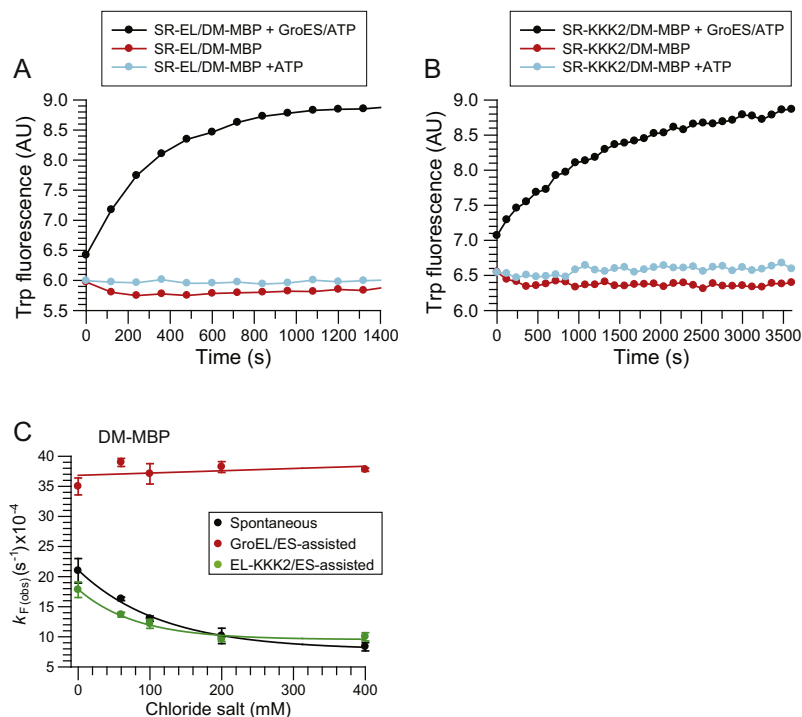 A
SR-EL/DM-MBP + GroES/ATP
SR-EL/DM-MBP
SR-EL/DM-MBP +ATP
Trp fluorescence (AU)
9.0
8.5
8.0
7.5
7.0
6.5
6.0
5.5
0 200 400 600 800 1000 1200 1400
Time (s)
B
SR-KKK2/DM-MBP + GroES/ATP
SR-KKK2/DM-MBP
SR-KKK2/DM-MBP +ATP
Trp fluorescence (AU)
9.0
8.5
8.0
7.5
7.0
6.5
6.0
0 500 1000 1500 2000 2500 3000 3500
Time (s)
C
DM-MBP
kF (obs) (s-1) x10-4
40
35
30
25
20
15
10
5
Spontaneous
GroEL/ES-assisted
EL-KKK2/ES-assisted
0 100 200 300 400
Chloride salt (mM)